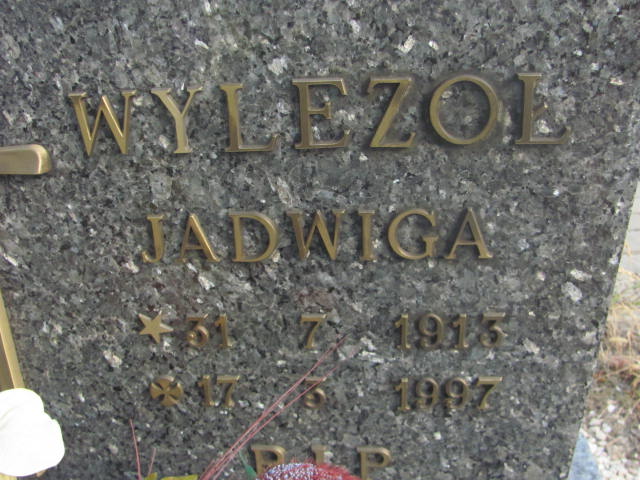 WYLEZOŁ
JADWIGA
31 7 1913
17 1997
R.I.P.